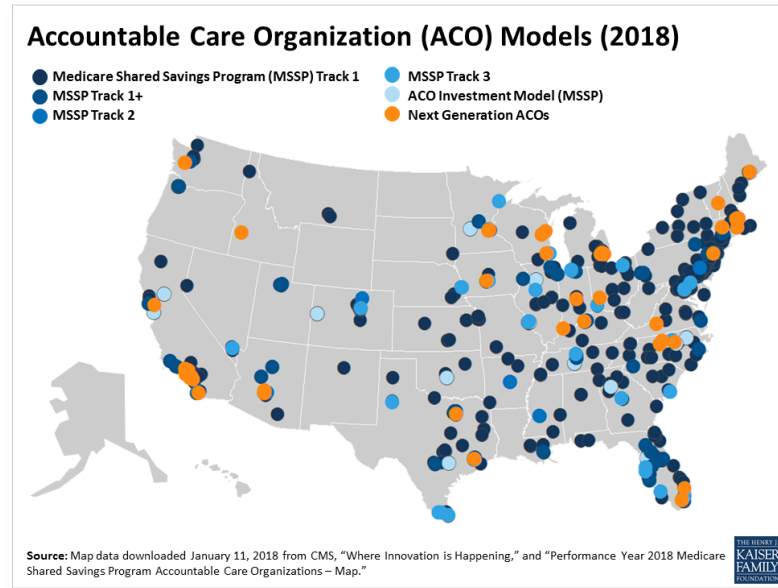 Accountable Care Organization (ACO) Models (2018)
Medicare Shared Savings Program (MSSP) Track 1
MSSP Track 1+
MSSP Track 2
MSSP Track 3
ACO Investment Model (MSSP)
Next Generation ACOs
Source: Map data downloaded January 11, 2018 from CMS, “Where Innovation is Happening,” and “Performance Year 2018 Medicare
Shared Savings Program Accountable Care Organizations – Map.”
THE HENRY J.
KAISER
FAMILY
FOUNDATION